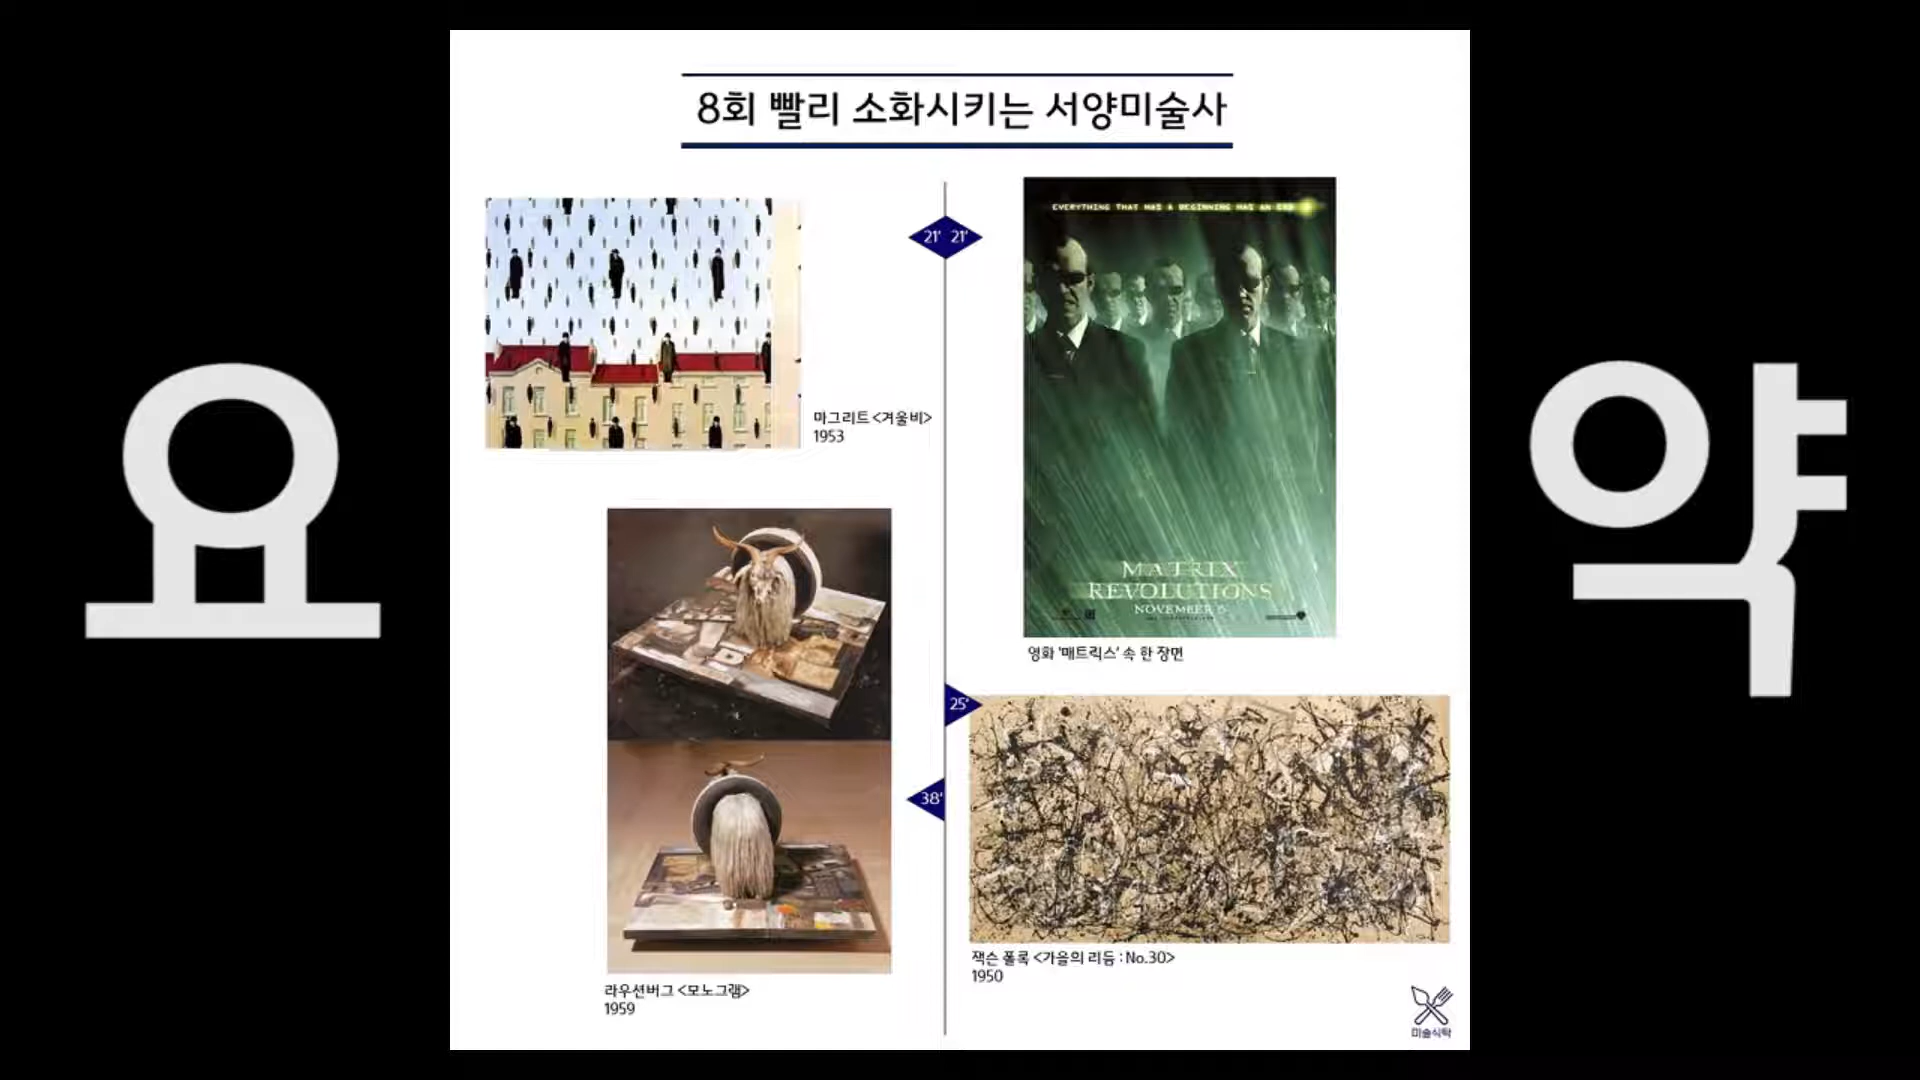 요 약
8회 빨리 소화시키는 서양미술사
21' 21'
마그리트 <겨울비>
1953
EVERYTHING THAT HAS A BEGINNING HAS AN END
MATRIX
REVOLUTIONS
NOVEMBER 5
영화 '매트릭스' 속 한 장면
25'
38'
잭슨 폴록 <가을의 리듬 : No.30>
1950
라우션버그 <모노그램>
1959
미술식탁